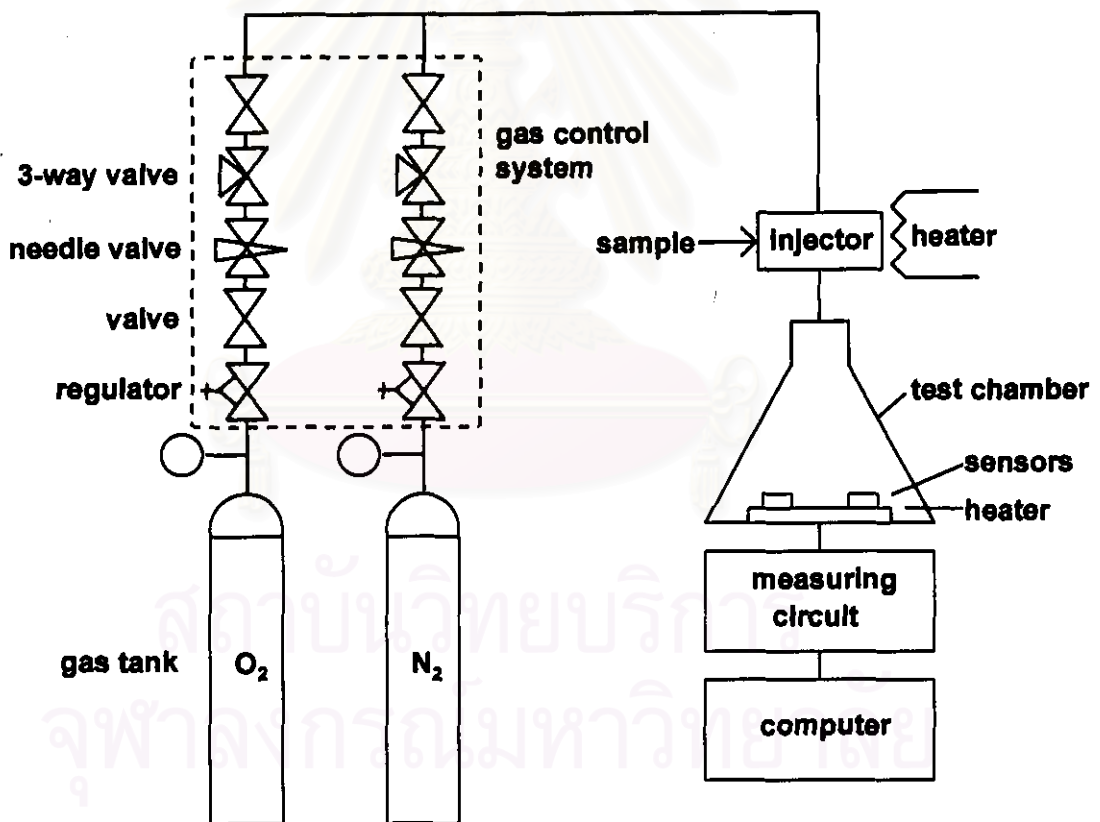 3-way valve
needle valve
valve
regulator
gas tank
O₂
N₂
gas control
system
sample
injector
heater
test chamber
sensors
heater
measuring
circuit
computer
สถาบันวิทยบริการ
จุฬาลงกรณ์มหาวิทยาลัย